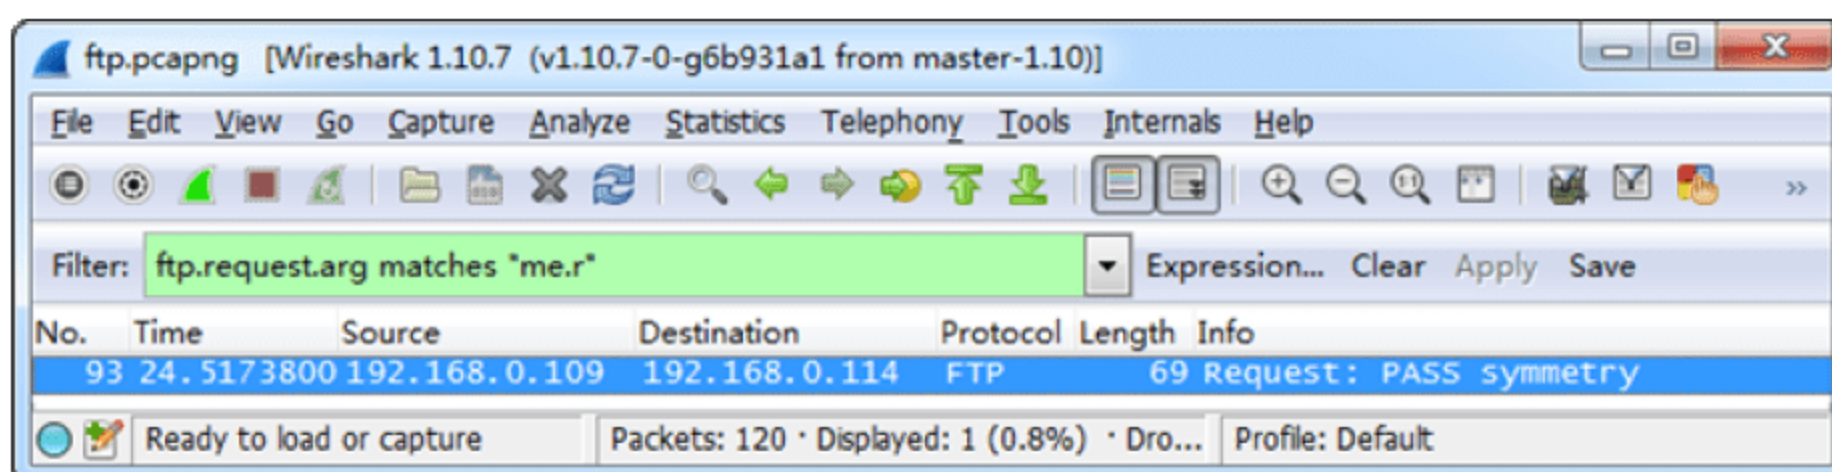 ftp.pcapng [Wireshark 1.10.7 (v1.10.7-0-g6b931a1 from master-1.10)]
File Edit View Go Capture Analyze Statistics Telephony Tools Internals Help
Filter: ftp.request.arg matches "me.r" Expression... Clear Apply Save
No. Time Source Destination Protocol Length Info
93 24.5173800 192.168.0.109 192.168.0.114 FTP 69 Request: PASS symmetry
Ready to load or capture Packets: 120 · Displayed: 1 (0.8%) · Dro... Profile: Default